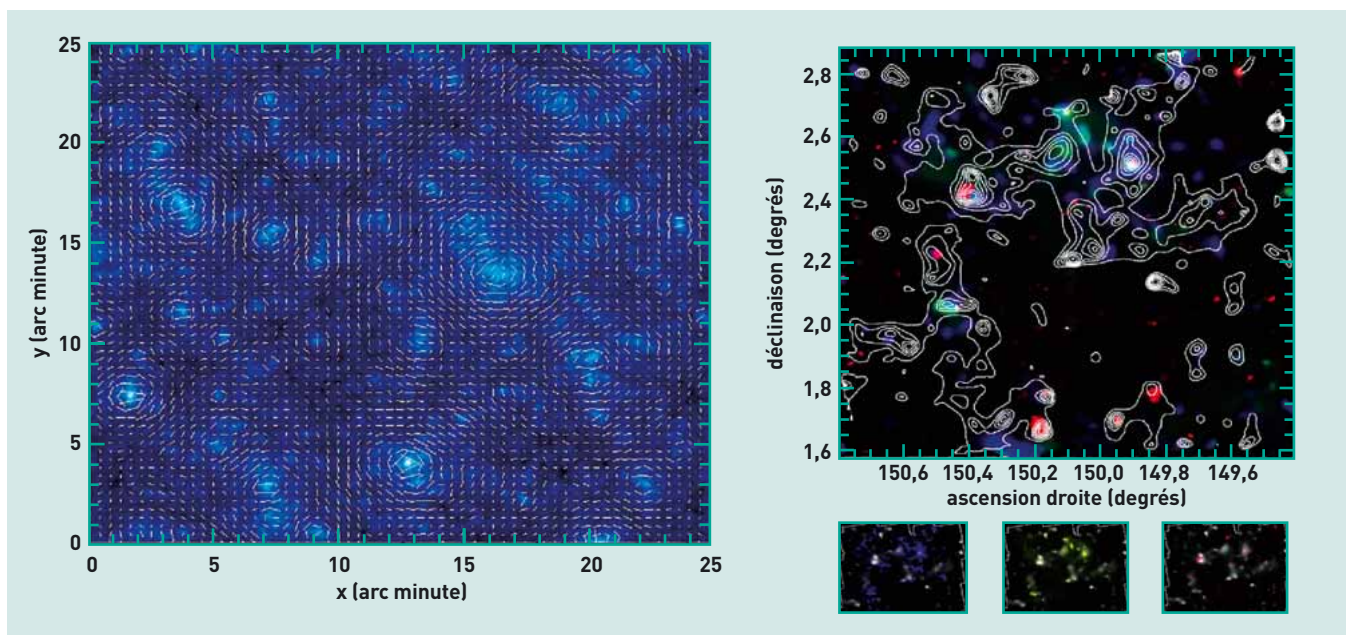 25
20
15
10
5
0
y (arc minute)
0 5 10 15 20 25
x (arc minute)
2,8
2,6
2,4
2,2
2,0
1,8
1,6
déclinaison (degrés)
150,6 150,4 150,2 150,0 149,8 149,6
ascension droite (degrés)